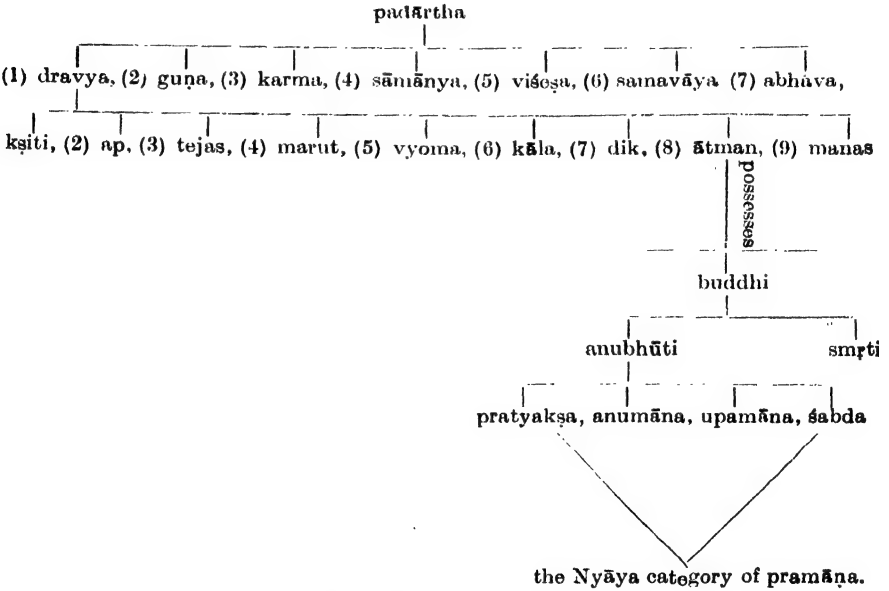 padārtha
(1) dravya, (2) guṇa, (3) karma, (4) sāmānya, (5) viśeṣa, (6) samavāya (7) abhāva,
kṣiti, (2) ap, (3) tejas, (4) marut, (5) vyoma, (6) kāla, (7) dik, (8) ātman, (9) manas
possesses
buddhi
anubhūti smṛti
pratyakṣa, anumāna, upamāna, śabda
the Nyāya category of pramāṇa.